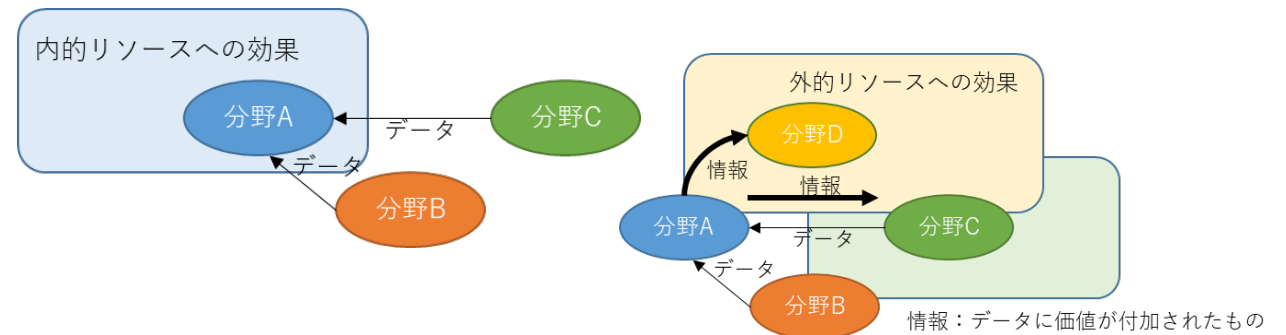 内的リソースへの効果
分野A
データ
分野C
データ
分野B
外的リソースへの効果
分野D
情報
情報
分野A
データ
分野C
データ
分野B
情報：データに価値が付加されたもの